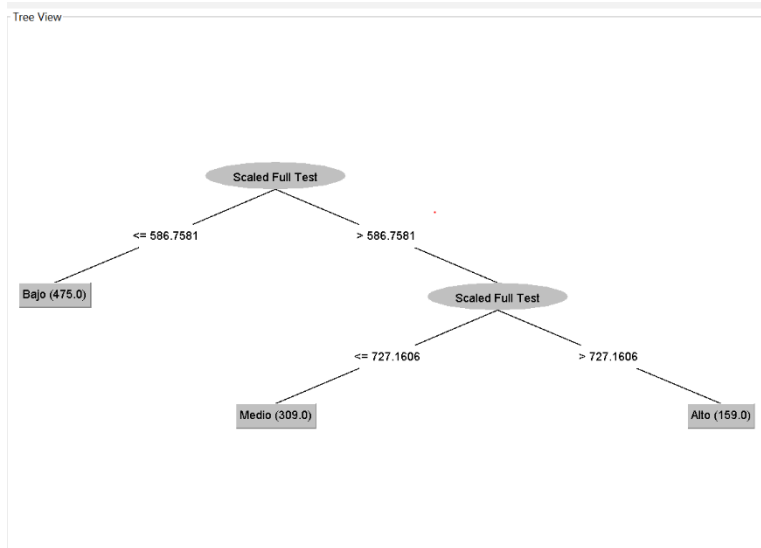 Tree View
Scaled Full Test
<= 586.7581
> 586.7581
Bajo (475.0)
Scaled Full Test
<= 727.1606
> 727.1606
Medio (309.0)
Alto (159.0)